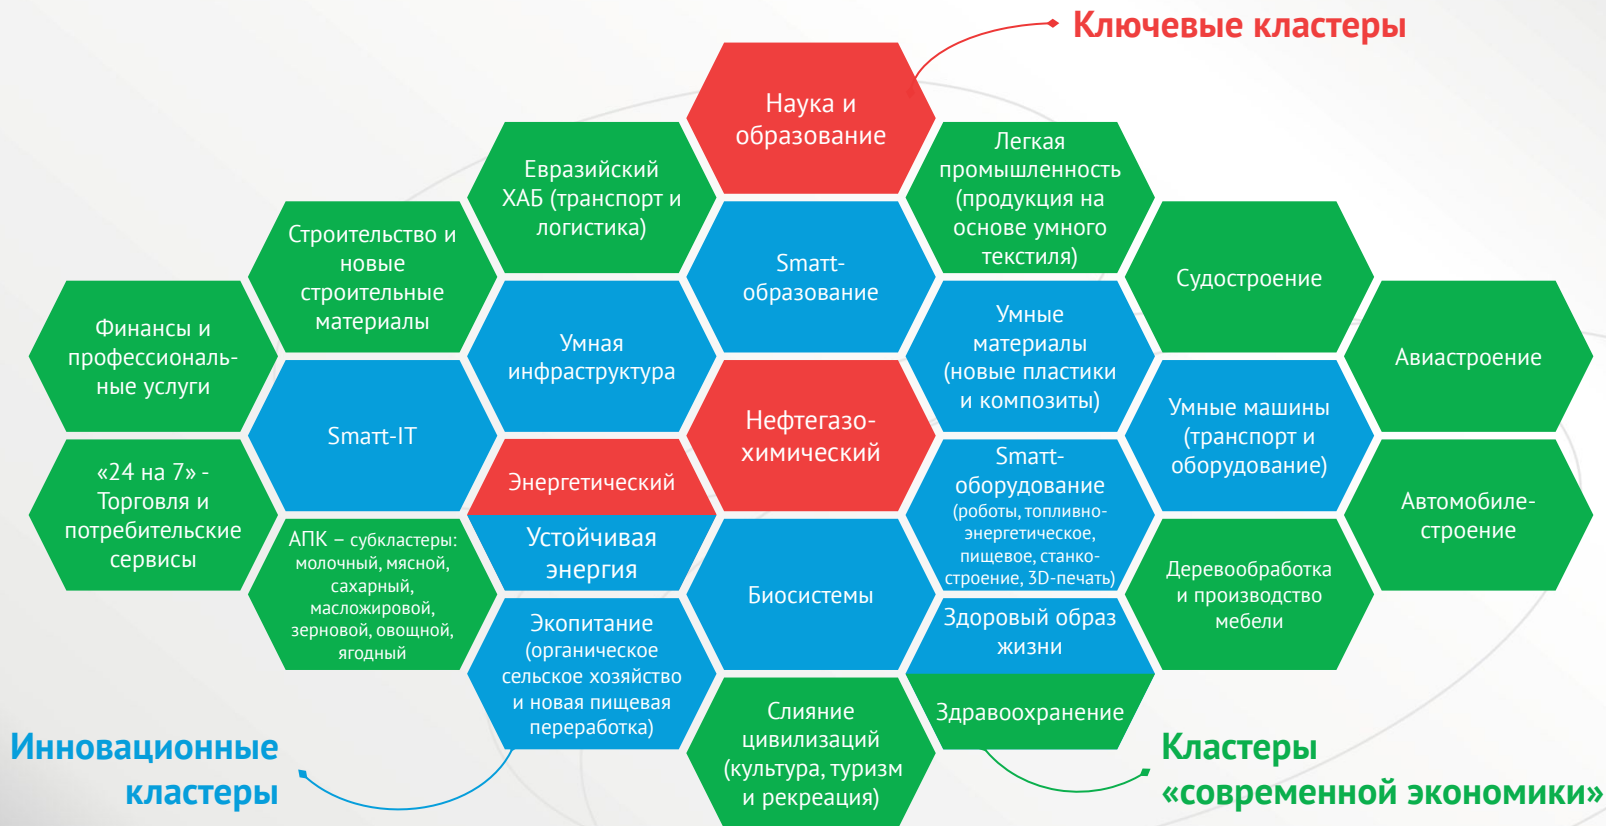 Ключевые кластеры
Наука и
образование
Евразийский
ХАБ (транспорт и
логистика)
Легкая
промышленность
(продукция на
основе умного
текстиля)
Строительство и
новые
строительные
материалы
Smатт-
образование
Судостроение
Финансы и
профессиональ-
ные услуги
Умная
инфраструктура
Умные
материалы
(новые пластики
и композиты)
Авиастроение
Smатт-IT
Нефтегазо-
химический
Умные машины
(транспорт и
оборудование)
«24 на 7» -
Торговля и
потребительские
сервисы
Энергетический
Устойчивая
энергия
Smатт-
оборудование
(роботы, топливно-
энергетическое,
пищевое, станко-
строение, 3D-печать)
Автомобиле-
строение
АПК – субкластеры:
молочный, мясной,
сахарный,
масложировой,
зерновой, овощной,
ягодный
Биосистемы
Деревообработка
и производство
мебели
Экопитание
(органическое
сельское хозяйство
и новая пищевая
переработка)
Здоровый образ
жизни
Здравоохранение
Слияние
цивилизаций
(культура, туризм
и рекреация)
Инновационные
кластеры
Кластеры
«современной экономики»